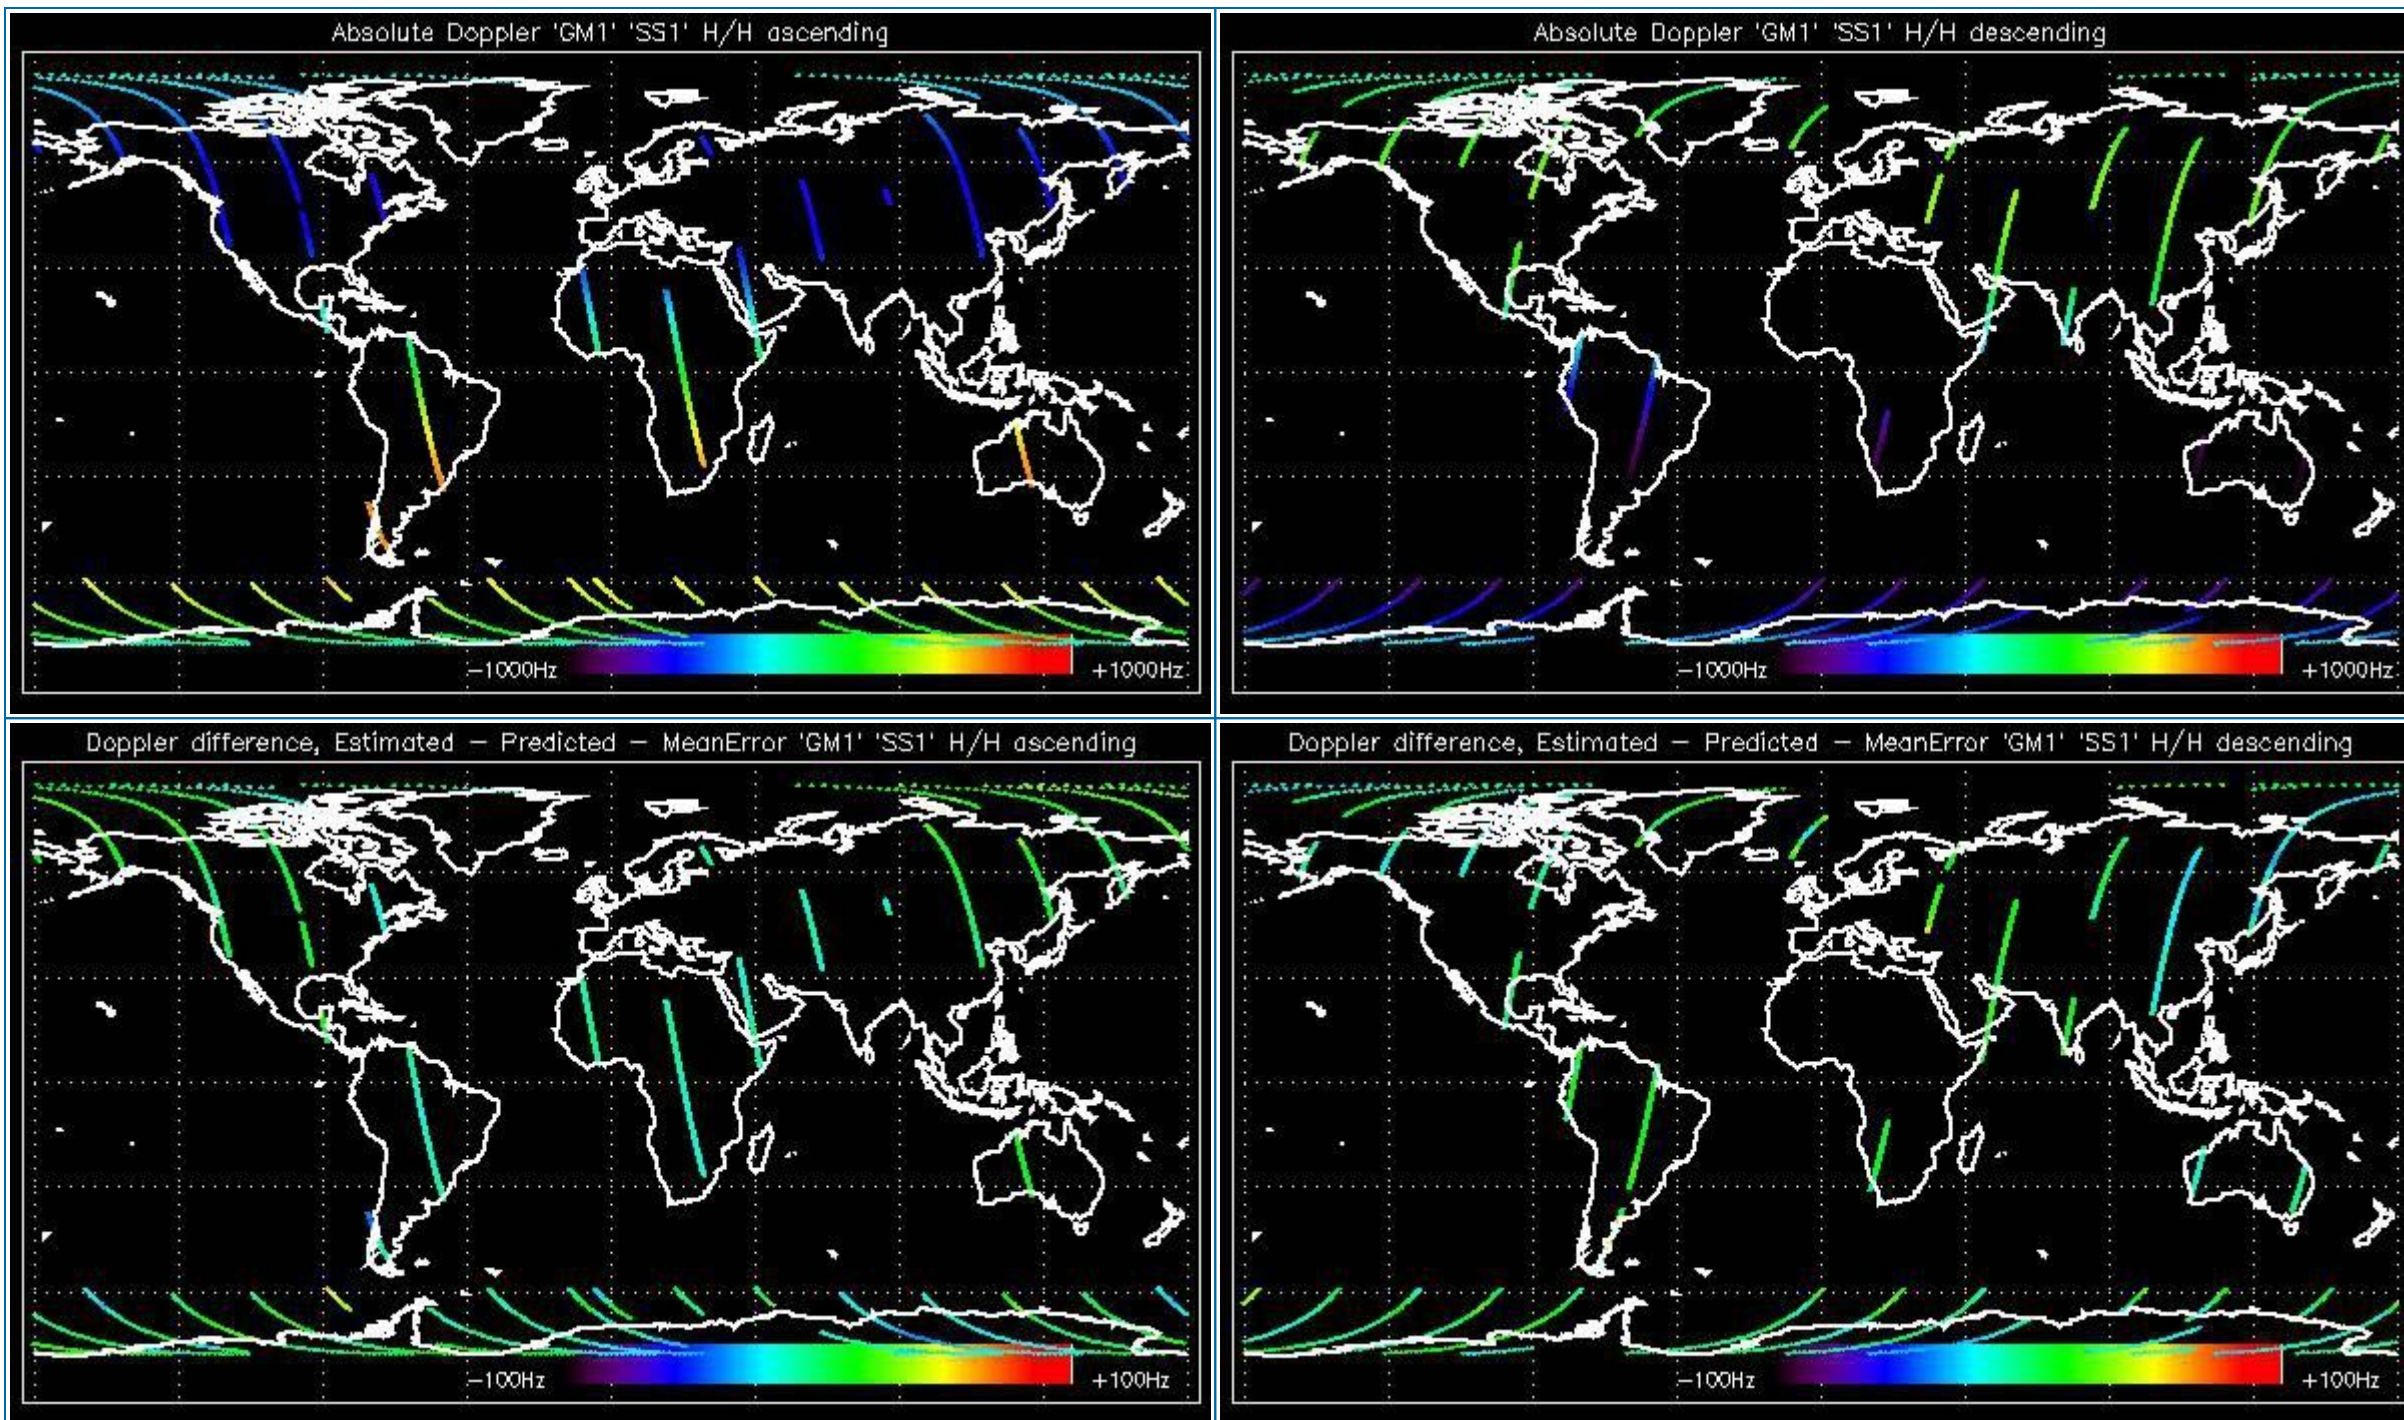 Absolute Doppler 'GM1' 'SS1' H/H ascending
-1000Hz
+1000Hz
Absolute Doppler 'GM1' 'SS1' H/H descending
-1000Hz
+1000Hz
Doppler difference, Estimated - Predicted - MeanError 'GM1' 'SS1' H/H ascending
-100Hz
+100Hz
Doppler difference, Estimated - Predicted - MeanError 'GM1' 'SS1' H/H descending
-100Hz
+100Hz